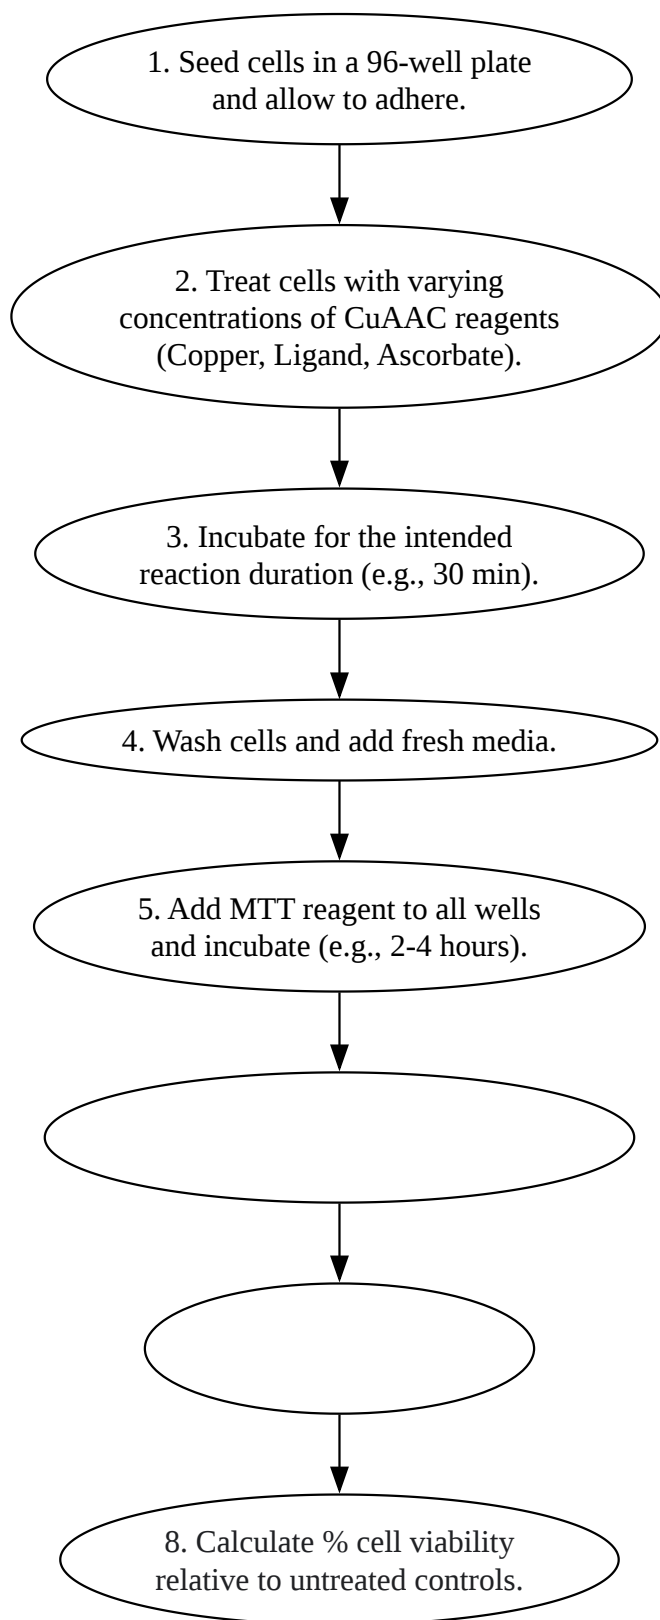 1. Seed cells in a 96-well plate
and allow to adhere.
2. Treat cells with varying
concentrations of CuAAC reagents
(Copper, Ligand, Ascorbate).
3. Incubate for the intended
reaction duration (e.g., 30 min).
4. Wash cells and add fresh media.
5. Add MTT reagent to all wells
and incubate (e.g., 2-4 hours).
8. Calculate % cell viability
relative to untreated controls.